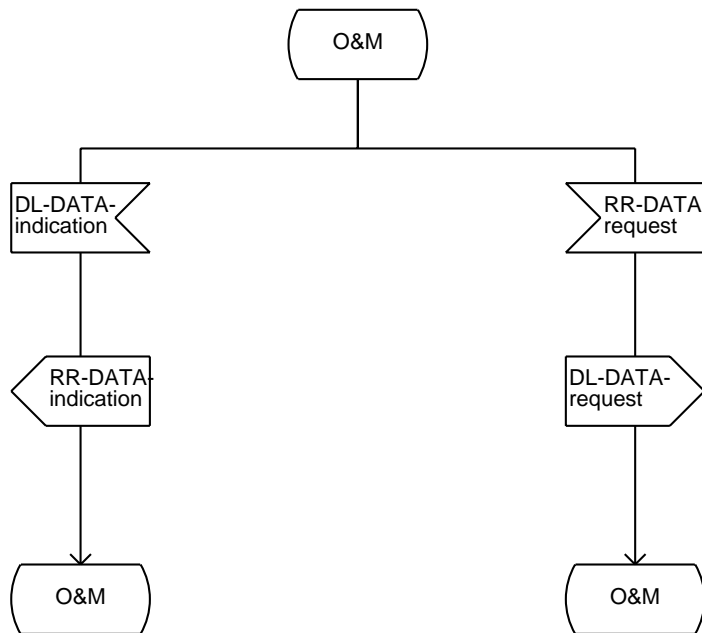 O&M
DL-DATA-
indication
RR-DATA
request
RR-DATA-
indication
DL-DATA-
request
O&M
O&M